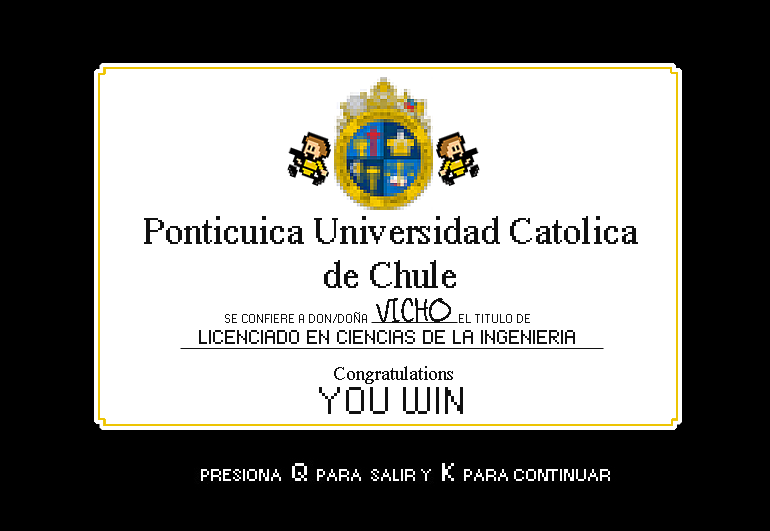 Ponticuica Universidad Catolica
de Chule
SE CONFIERE A DON/DOÑA VICHO EL TITULO DE
LICENCIADO EN CIENCIAS DE LA INGENIERIA
Congratulations
YOU WIN
PRESIONA Q PARA SALIR Y K PARA CONTINUAR